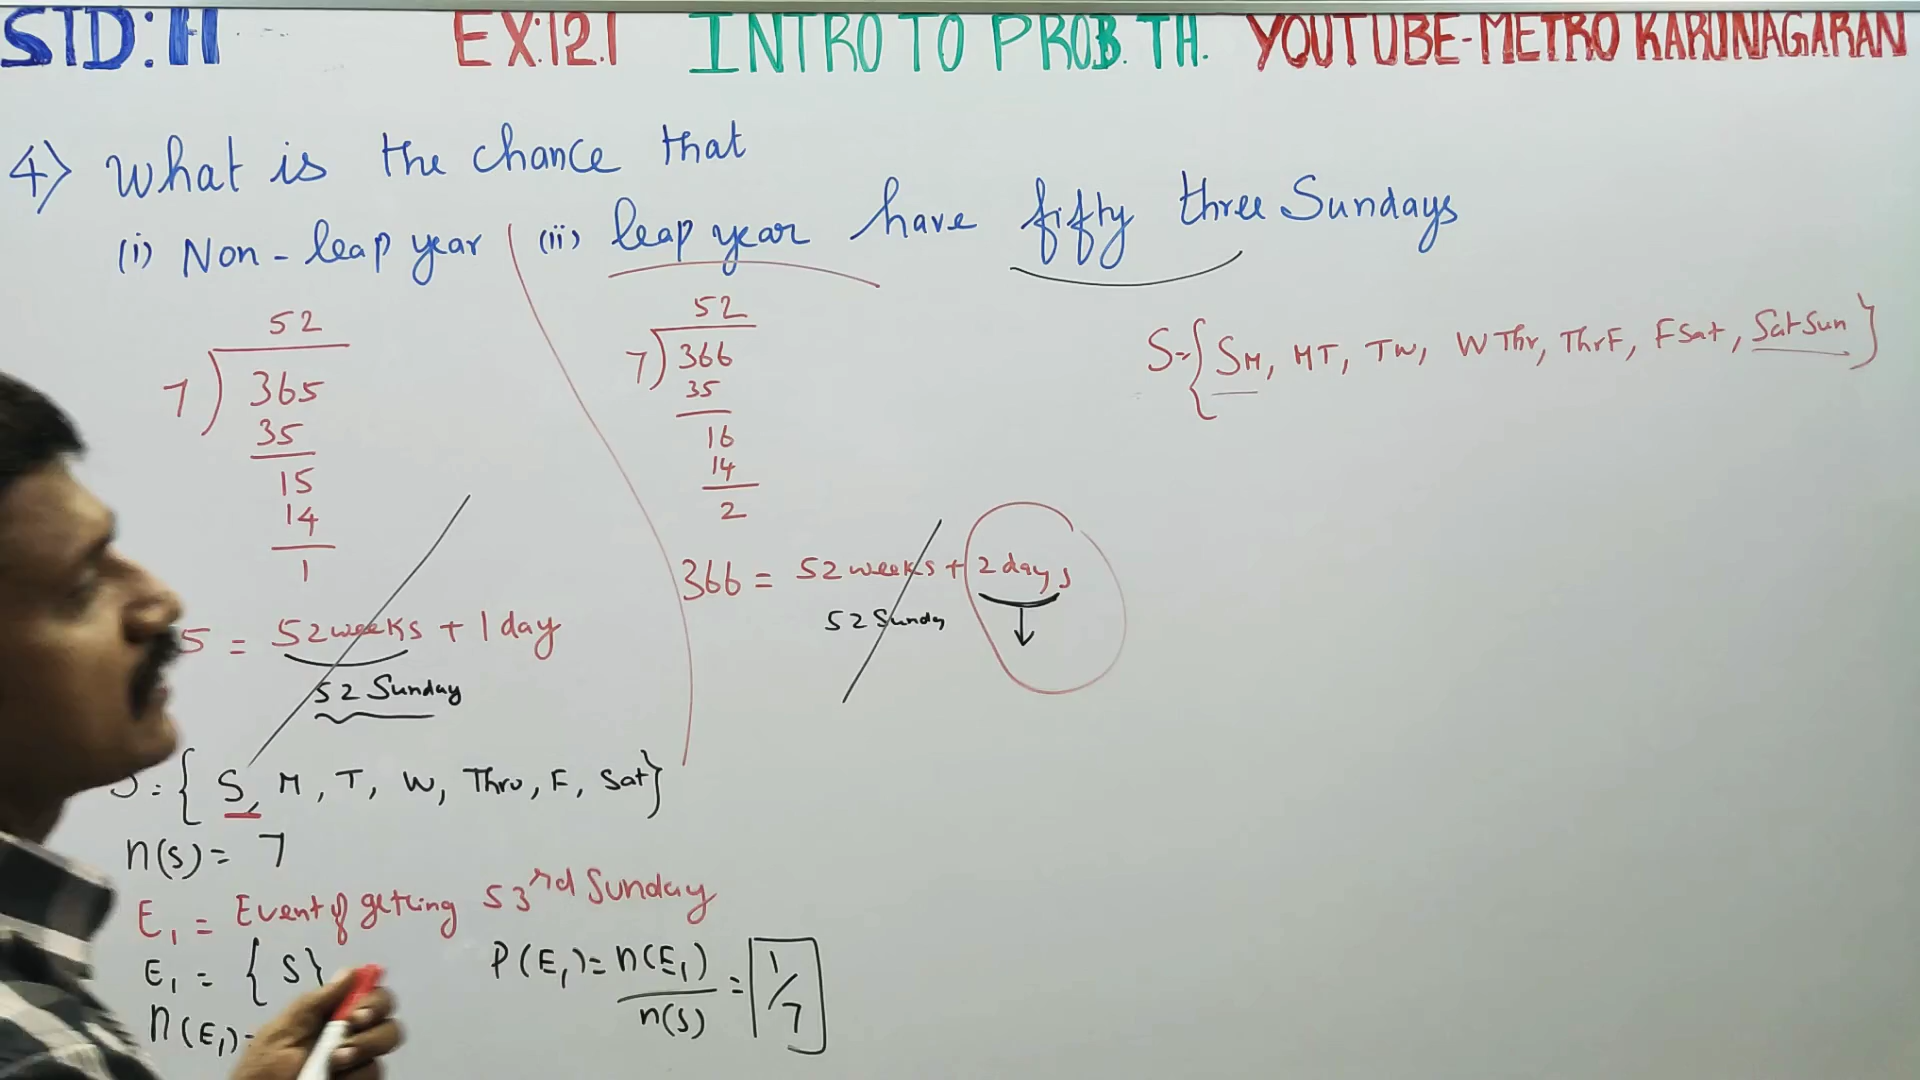 STD: 11 EX:12.1 INTRO TO PROB. TH. YOUTUBE-METRO KARUNAGARAN
4) What is the chance that
(i) Non-leap year (ii) leap year have fifty three Sundays
52
7) 365
35
15
14
1
5 = 52 weeks + 1 day
52 Sunday
S = { S, M, T, W, Thru, F, Sat}
n(s) = 7
E₁ = Event of getting 53rd Sunday
E₁ = { S}
n(E₁) =
P(E₁) = n(E₁)/n(s) = 1/7
52
7) 366
35
16
14
2
366 = 52 weeks + 2 days
52 Sunday
S = { SM, MT, TW, WThr, ThrF, FSat, SatSun }